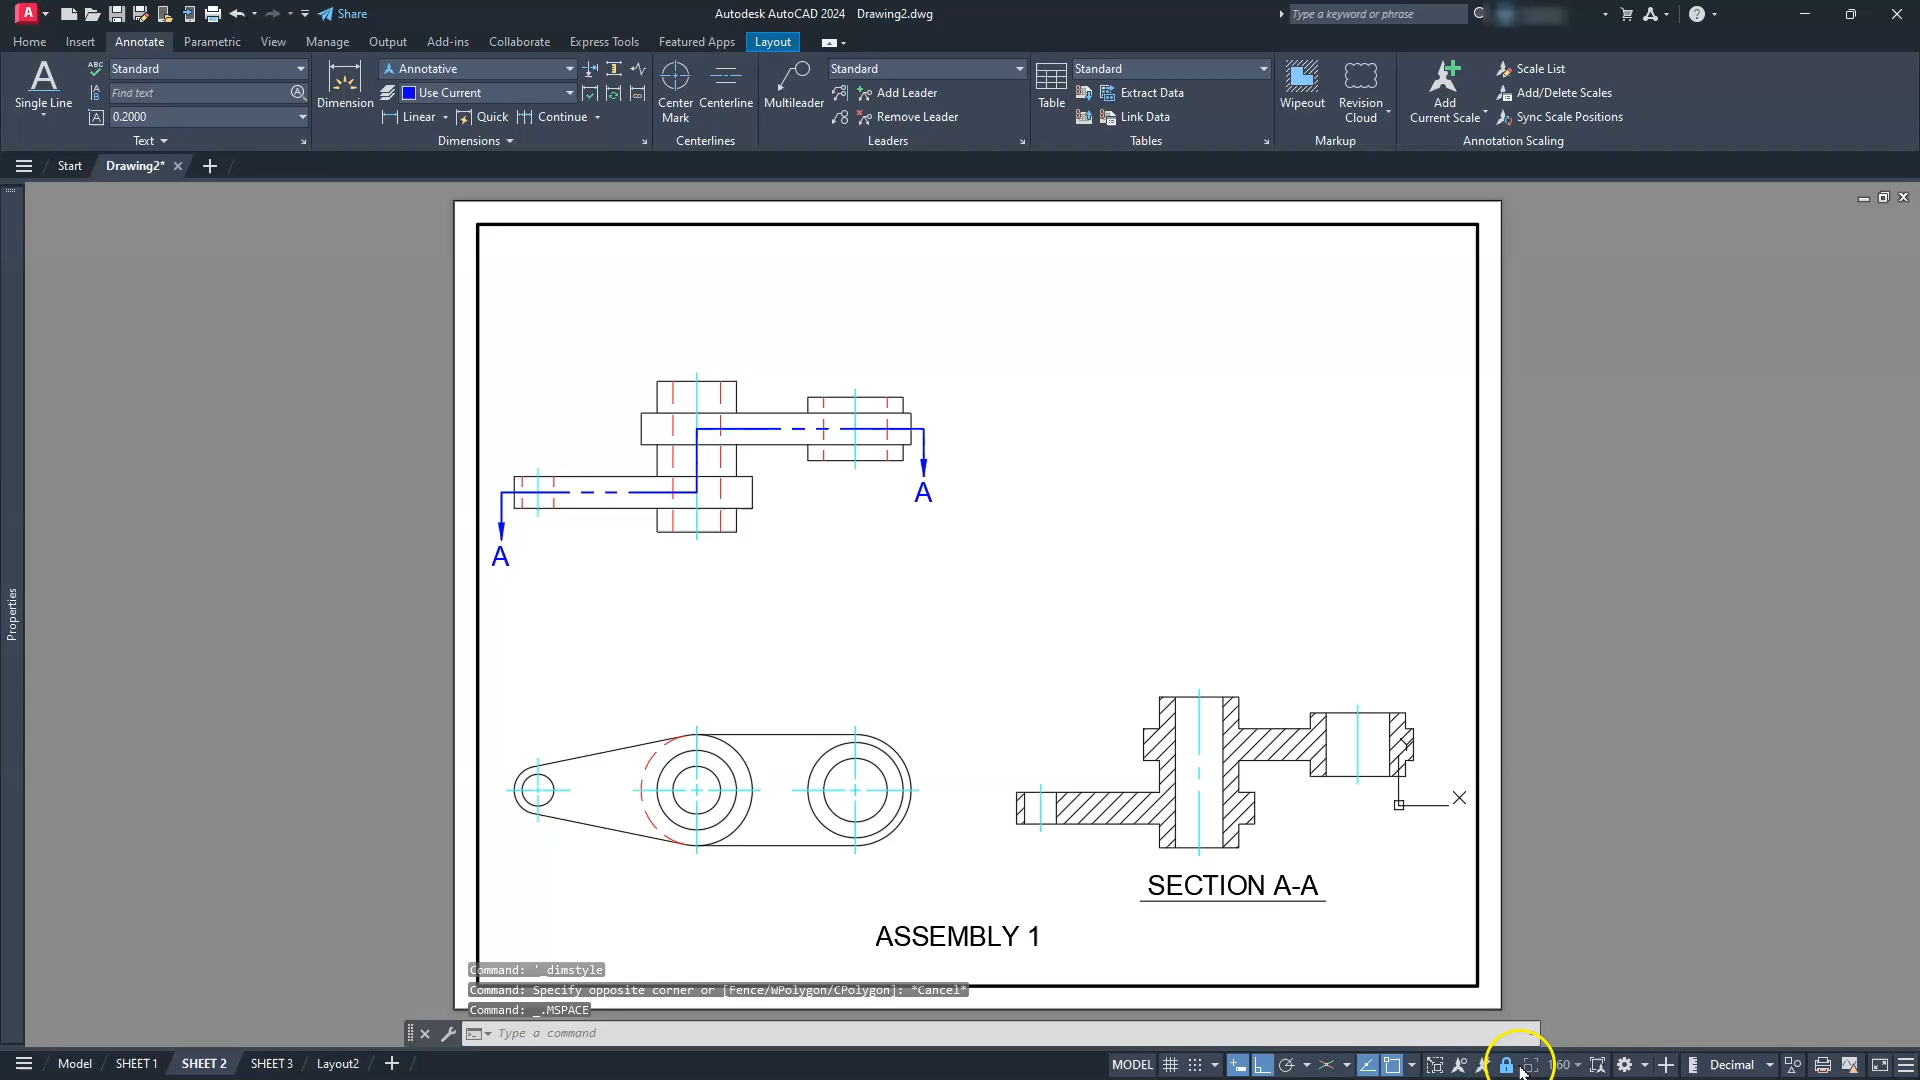 A Share Autodesk AutoCAD 2024 Drawing2.dwg Type a keyword or phrase
Home Insert Annotate Parametric View Manage Output Add-ins Collaborate Express Tools Featured Apps Layout
A ABC Standard Annotative Standard Standard Scale List
Find text Use Current Add Leader Extract Data Add/Delete Scales
Single Line Dimension Center Mark Centerline Multileader Table Wipeout Revision Cloud Add Current Scale
0.2000 Linear Quick Continue Remove Leader Link Data Sync Scale Positions
Text Dimensions Centerlines Leaders Tables Markup Annotation Scaling
Start Drawing2*
A
A
Properties
X
SECTION A-A
ASSEMBLY 1
Command: '_dimstyle
Command: Specify opposite corner or [Fence/WPolygon/CPolygon]: *Cancel*
Command: _.MSPACE
Type a command
Model SHEET 1 SHEET 2 SHEET 3 Layout2 MODEL Decimal